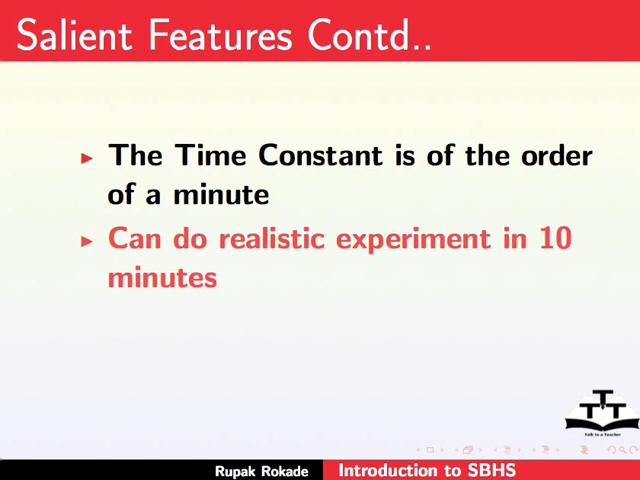 Salient Features Contd..
The Time Constant is of the order
of a minute
Can do realistic experiment in 10
minutes
TTT
Talk to a Teacher
Rupak Rokade Introduction to SBHS